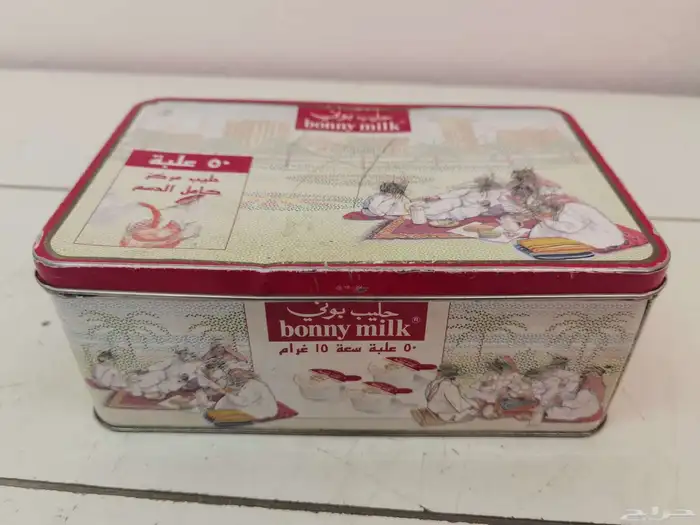 حليب بوني
bonny milk
٥٠ علبة
حليب مركز
كامل الدسم
حليب بوني
bonny milk®
٥٠ علبة سعة ١٥ غرام
حراج